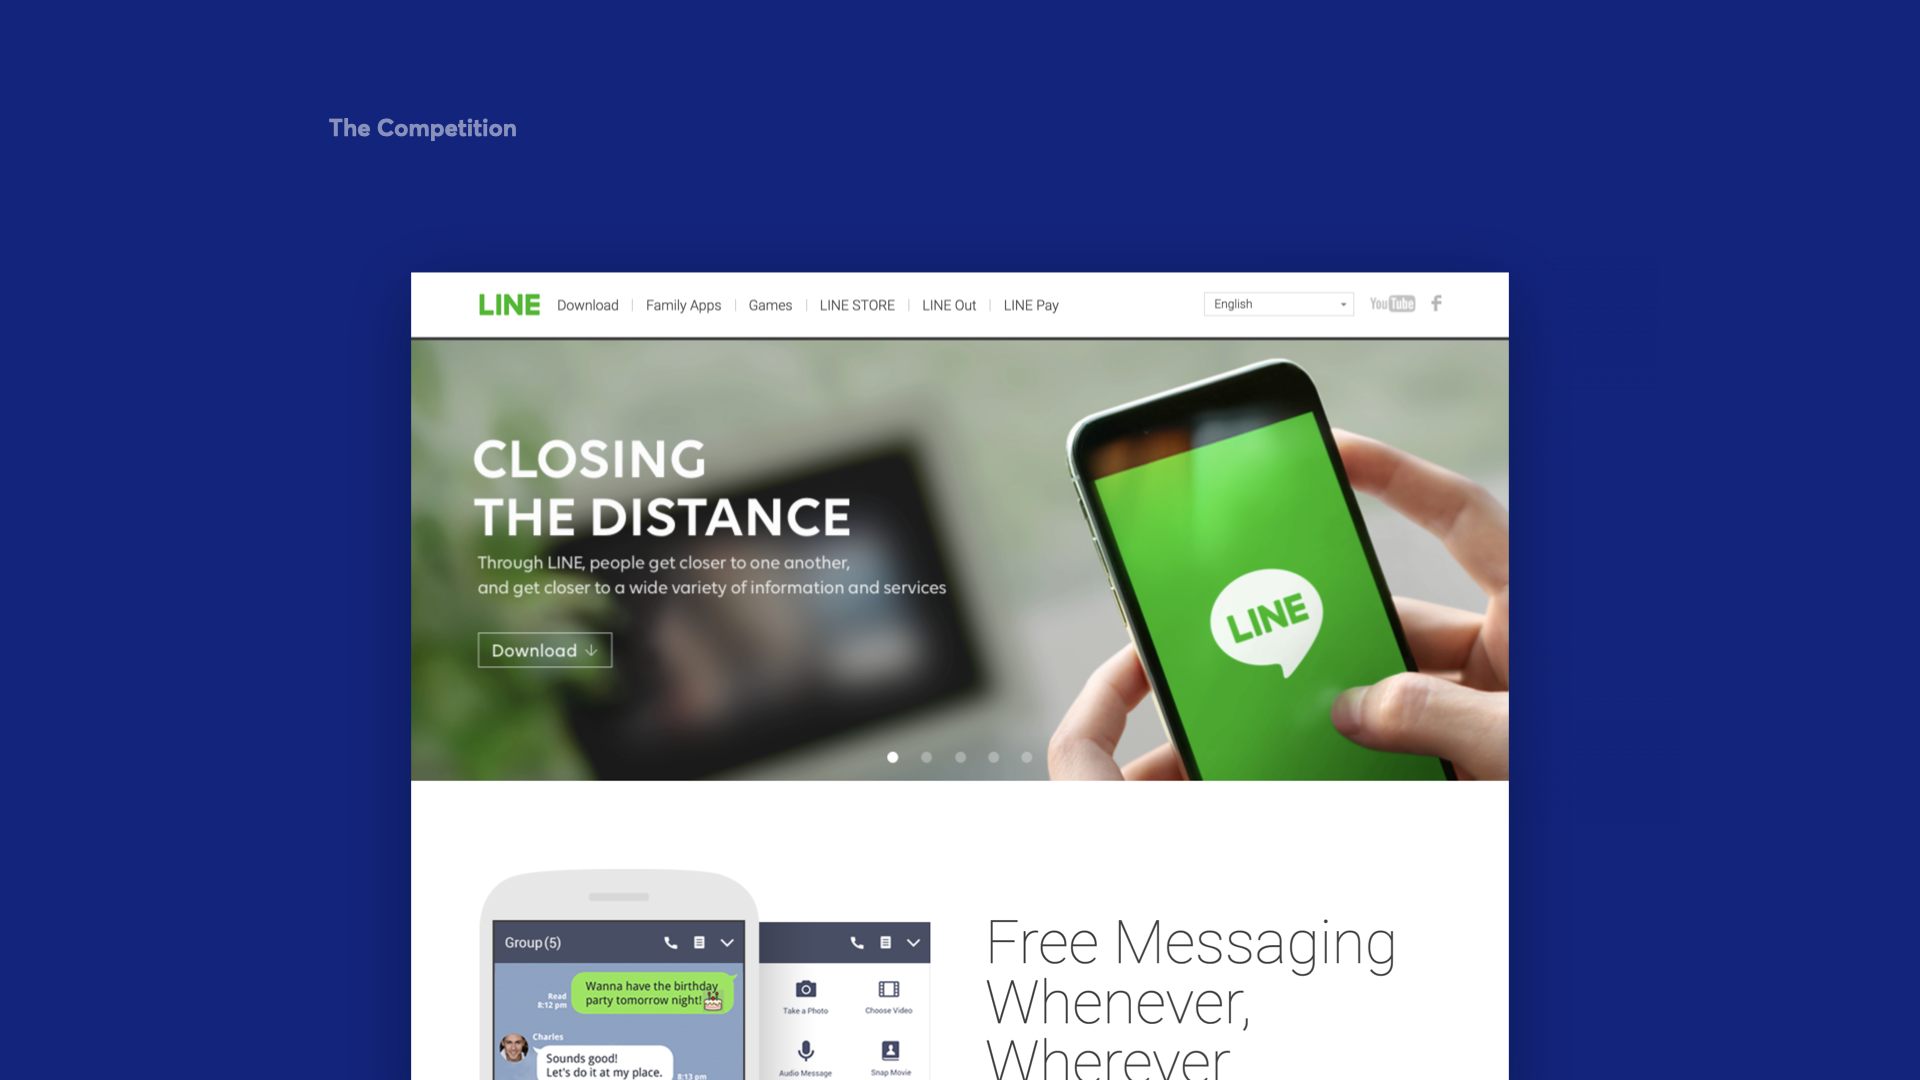 The Competition
LINE
Download
Family Apps
Games
LINE STORE
LINE Out
LINE Pay
English
YouTube
CLOSING
THE DISTANCE
Through LINE, people get closer to one another,
and get closer to a wide variety of information and services
Download
LINE
Group (5)
Wanna have the birthday
party tomorrow night!
Read
8:12 pm
Charles
Sounds good!
Let's do it at my place.
8:13 pm
Take a Photo
Choose Video
Audio Message
Snap Movie
Free Messaging
Whenever,
Wherever